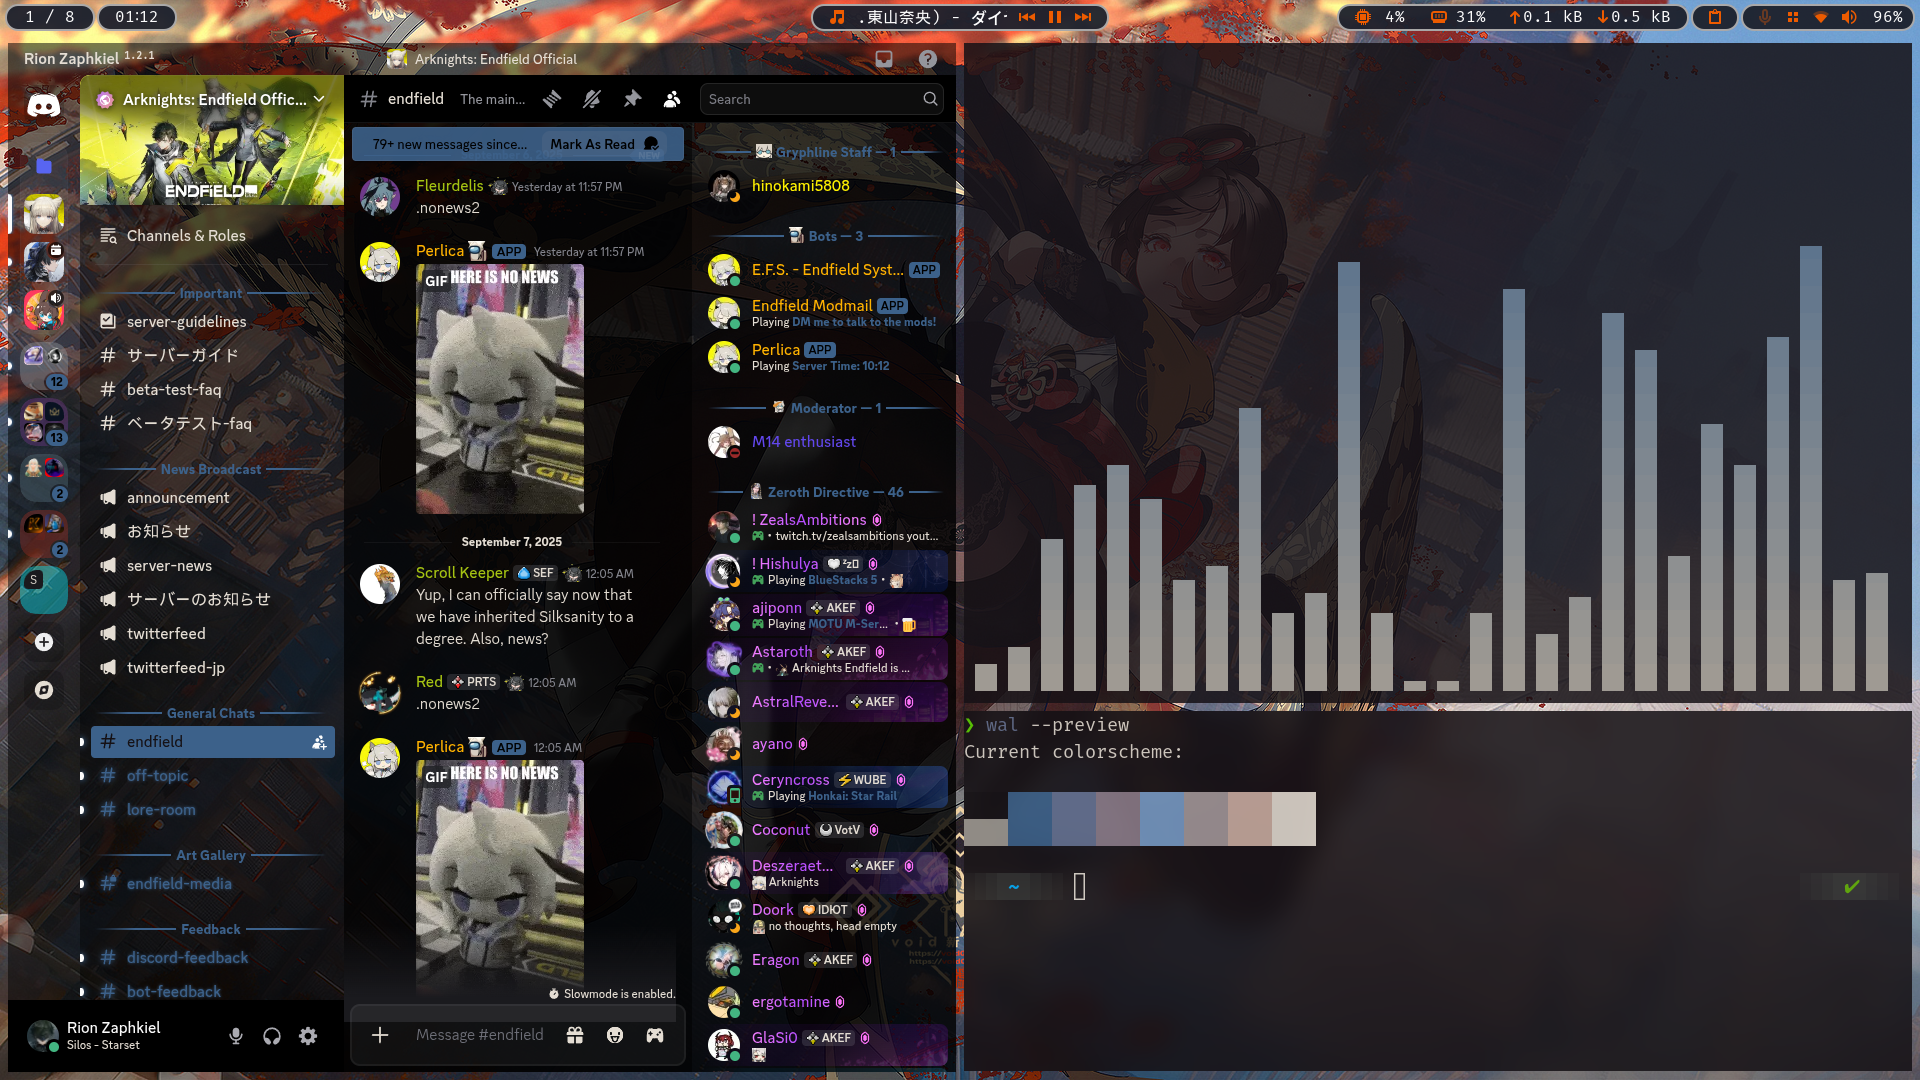 1 / 8
01:12
.東山奈央) - ダイ
4%
31%
0.1 kB
0.5 kB
96%
Rion Zaphkiel 1.2.1
Arknights: Endfield Official
Arknights: Endfield Offic...
ENDFIELD
Channels & Roles
Important
server-guidelines
サーバーガイド
beta-test-faq
ベータテスト-faq
News Broadcast
announcement
お知らせ
server-news
サーバーのお知らせ
twitterfeed
twitterfeed-jp
General Chats
endfield
off-topic
lore-room
Art Gallery
endfield-media
Feedback
discord-feedback
bot-feedback
12
13
2
2
S
Rion Zaphkiel
Silos - Starset
endfield
The main...
Search
79+ new messages since...
Mark As Read
Fleurdelis Yesterday at 11:57 PM
.nonews2
Perlica APP Yesterday at 11:57 PM
GIF HERE IS NO NEWS
September 7, 2025
Scroll Keeper SEF 12:05 AM
Yup, I can officially say now that
we have inherited Silksanity to a
degree. Also, news?
Red PRTS 12:05 AM
.nonews2
Perlica APP 12:05 AM
GIF HERE IS NO NEWS
Slowmode is enabled.
Message #endfield
Gryphline Staff — 1
hinokami5808
Bots — 3
E.F.S. - Endfield Syst... APP
Endfield Modmail APP
Playing DM me to talk to the mods!
Perlica APP
Playing Server Time: 10:12
Moderator — 1
M14 enthusiast
Zeroth Directive — 46
! ZealsAmbitions
• twitch.tv/zealsambitions yout...
! Hishulya
Playing BlueStacks 5 •
ajiponn AKEF
Playing MOTU M-Ser... •
Astaroth AKEF
• Arknights Endfield is ...
AstralReve... AKEF
ayano
Ceryncross WUBE
Playing Honkai: Star Rail
Coconut VotV
Deszeraet... AKEF
Arknights
Doork IDIOT
no thoughts, head empty
Eragon AKEF
ergotamine
GlaSi0 AKEF
❯ wal --preview
Current colorscheme:
~
✔